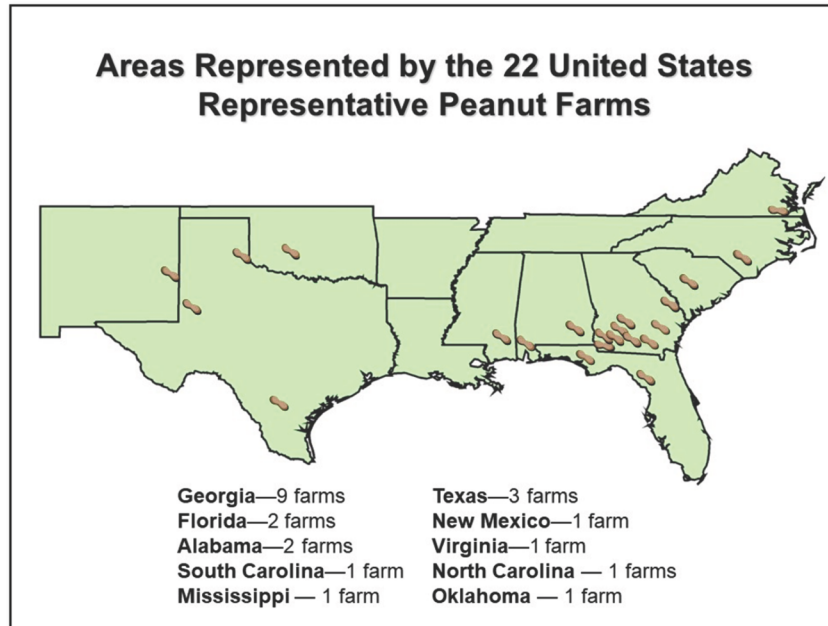 Areas Represented by the 22 United States
Representative Peanut Farms
Georgia—9 farms
Florida—2 farms
Alabama—2 farms
South Carolina—1 farm
Mississippi — 1 farm
Texas—3 farms
New Mexico—1 farm
Virginia—1 farm
North Carolina — 1 farms
Oklahoma — 1 farm